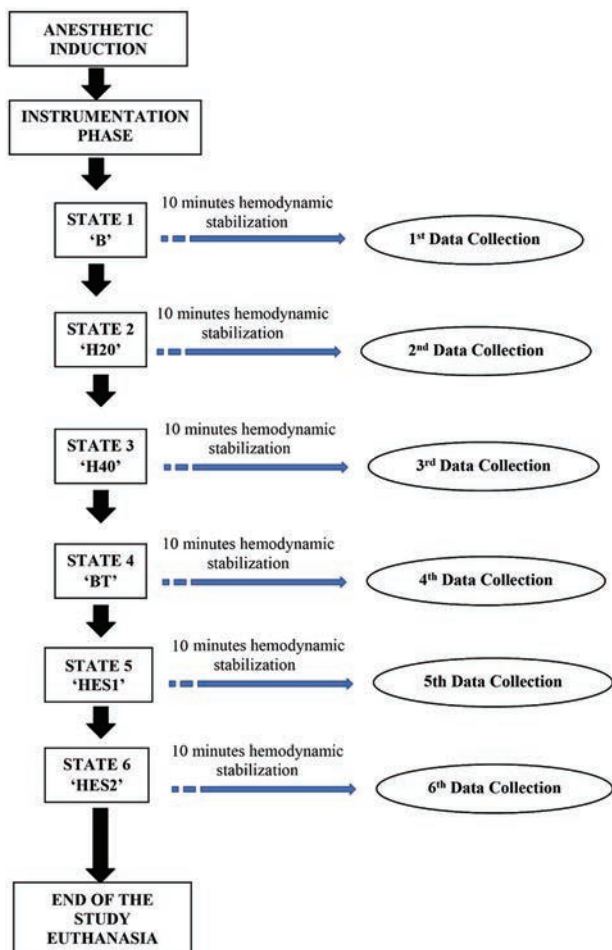 ANESTHETIC
INDUCTION
INSTRUMENTATION
PHASE
STATE 1
‘B’
10 minutes hemodynamic
stabilization
1st Data Collection
STATE 2
‘H20’
10 minutes hemodynamic
stabilization
2nd Data Collection
STATE 3
‘H40’
10 minutes hemodynamic
stabilization
3rd Data Collection
STATE 4
‘BT’
10 minutes hemodynamic
stabilization
4th Data Collection
STATE 5
‘HES1’
10 minutes hemodynamic
stabilization
5th Data Collection
STATE 6
‘HES2’
10 minutes hemodynamic
stabilization
6th Data Collection
END OF THE
STUDY
EUTHANASIA